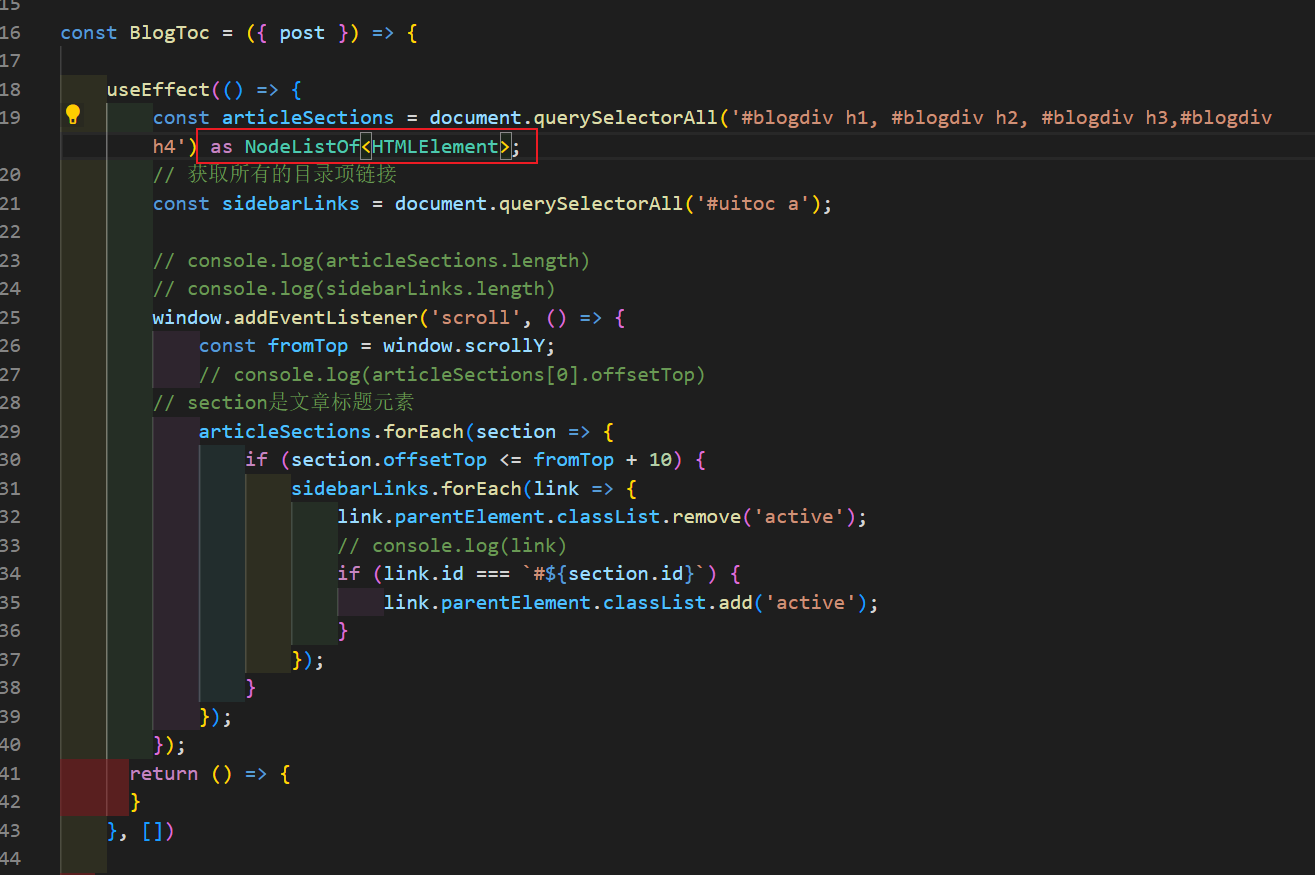 15
16 const BlogToc = ({ post }) => {
17
18 useEffect(() => {
19 const articleSections = document.querySelectorAll('#blogdiv h1, #blogdiv h2, #blogdiv h3,#blogdiv
h4') as NodeListOf<HTMLElement>;
20 // 获取所有的目录项链接
21 const sidebarLinks = document.querySelectorAll('#uitoc a');
22
23 // console.log(articleSections.length)
24 // console.log(sidebarLinks.length)
25 window.addEventListener('scroll', () => {
26 const fromTop = window.scrollY;
27 // console.log(articleSections[0].offsetTop)
28 // section是文章标题元素
29 articleSections.forEach(section => {
30 if (section.offsetTop <= fromTop + 10) {
31 sidebarLinks.forEach(link => {
32 link.parentElement.classList.remove('active');
33 // console.log(link)
34 if (link.id === `#${section.id}`) {
35 link.parentElement.classList.add('active');
36 }
37 });
38 }
39 });
40 });
41 return () => {
42 }
43 }, [])
44